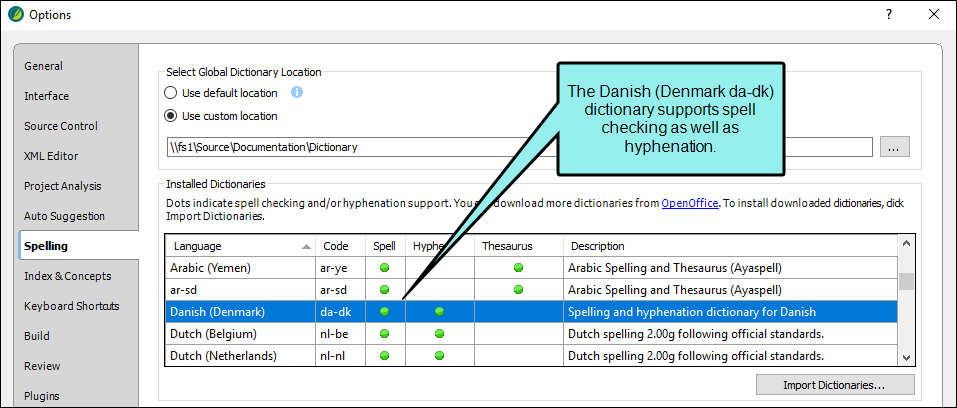 Options
?
General
Interface
Source Control
XML Editor
Project Analysis
Auto Suggestion
Spelling
Index & Concepts
Keyboard Shortcuts
Build
Review
Plugins
Select Global Dictionary Location
Use default location
Use custom location
\\fs1\Source\Documentation\Dictionary
...
The Danish (Denmark da-dk)
dictionary supports spell
checking as well as
hyphenation.
Installed Dictionaries
Dots indicate spell checking and/or hyphenation support. You can download more dictionaries from OpenOffice. To install downloaded dictionaries, click
Import Dictionaries.
Language Code Spell Thesaurus Description
Arabic (Yemen) ar-ye Arabic Spelling and Thesaurus (Ayaspell)
ar-sd ar-sd Arabic Spelling and Thesaurus (Ayaspell)
Danish (Denmark) da-dk Spelling and hyphenation dictionary for Danish
Dutch (Belgium) nl-be Dutch spelling 2.00g following official standards.
Dutch (Netherlands) nl-nl Dutch spelling 2.00g following official standards.
Import Dictionaries...